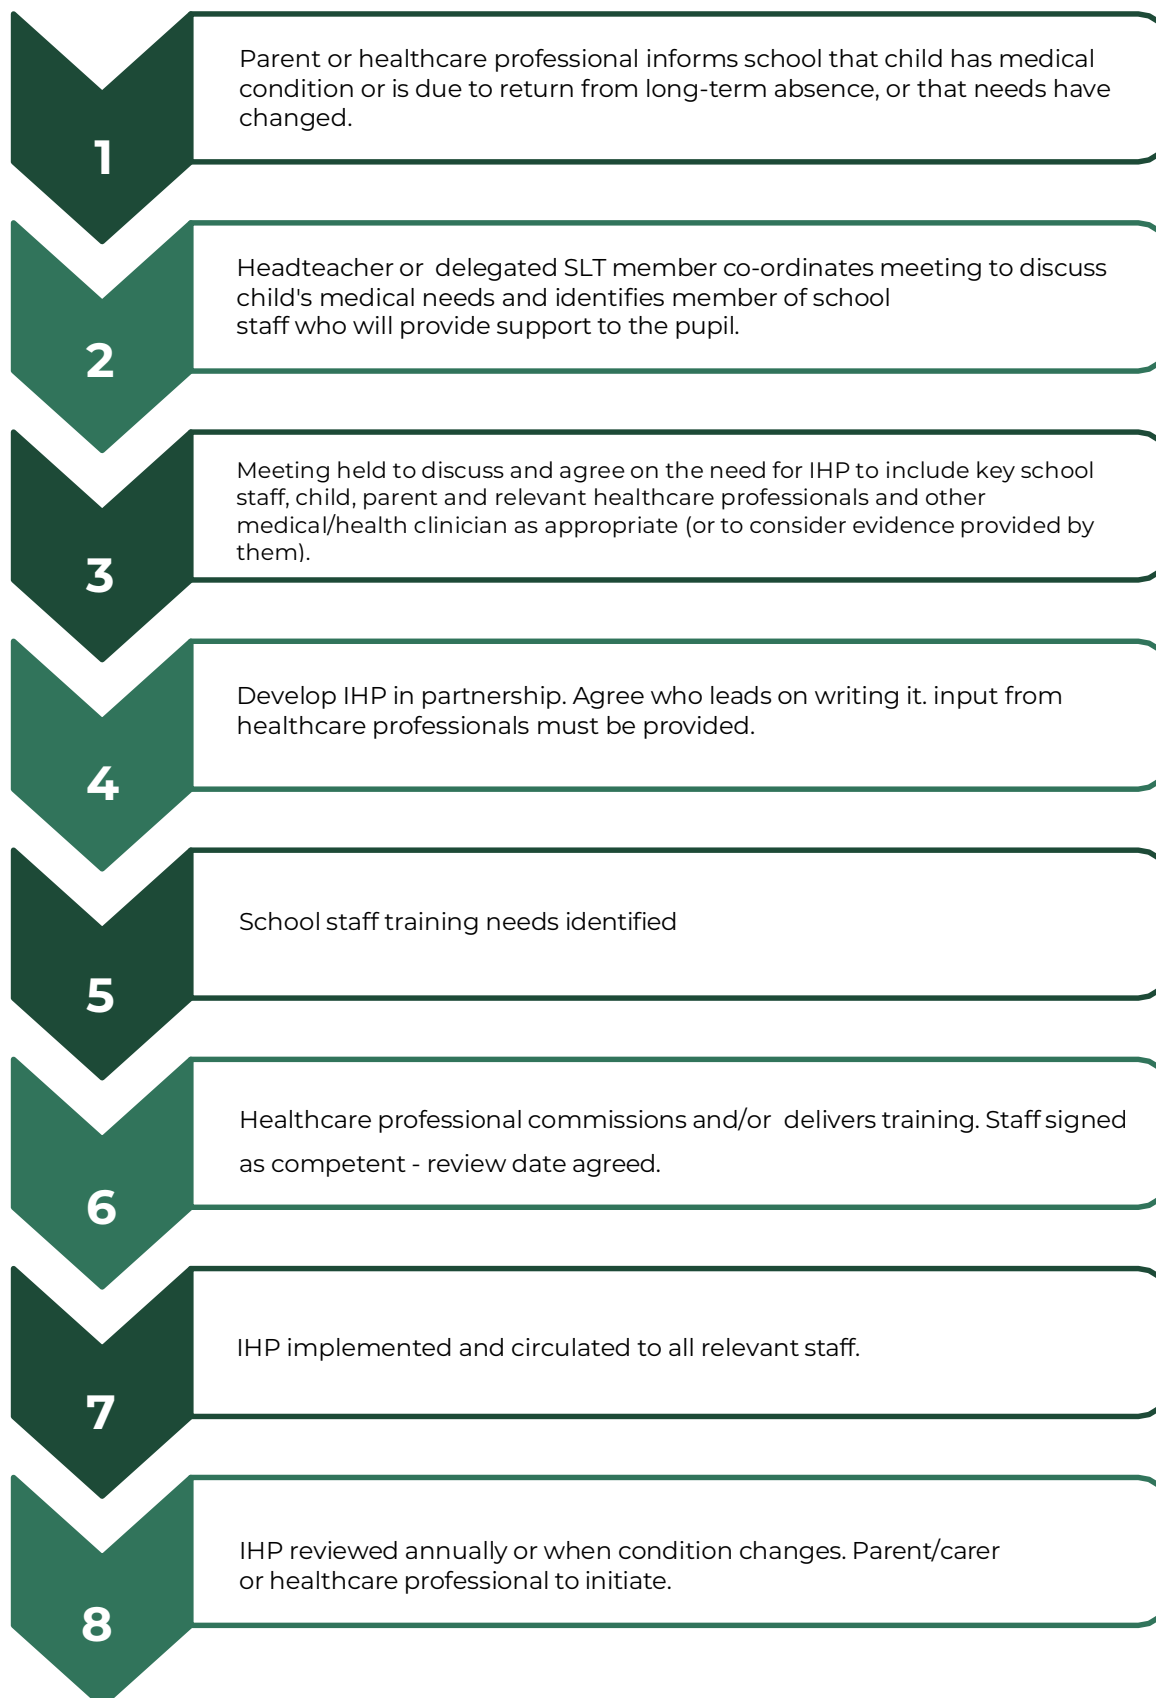 Parent or healthcare professional informs school that child has medical
condition or is due to return from long-term absence, or that needs have
changed.
1
Headteacher or  delegated SLT member co-ordinates meeting to discuss
child's medical needs and identifies member of school
staff who will provide support to the pupil.
2
Meeting held to discuss and agree on the need for IHP to include key school
staff, child, parent and relevant healthcare professionals and other
medical/health clinician as appropriate (or to consider evidence provided by
them).
3
Develop IHP in partnership. Agree who leads on writing it. input from
healthcare professionals must be provided.
4
School staff training needs identified
5
Healthcare professional commissions and/or  delivers training. Staff signed
as competent - review date agreed.
6
IHP implemented and circulated to all relevant staff.
7
IHP reviewed annually or when condition changes. Parent/carer
or healthcare professional to initiate.
8